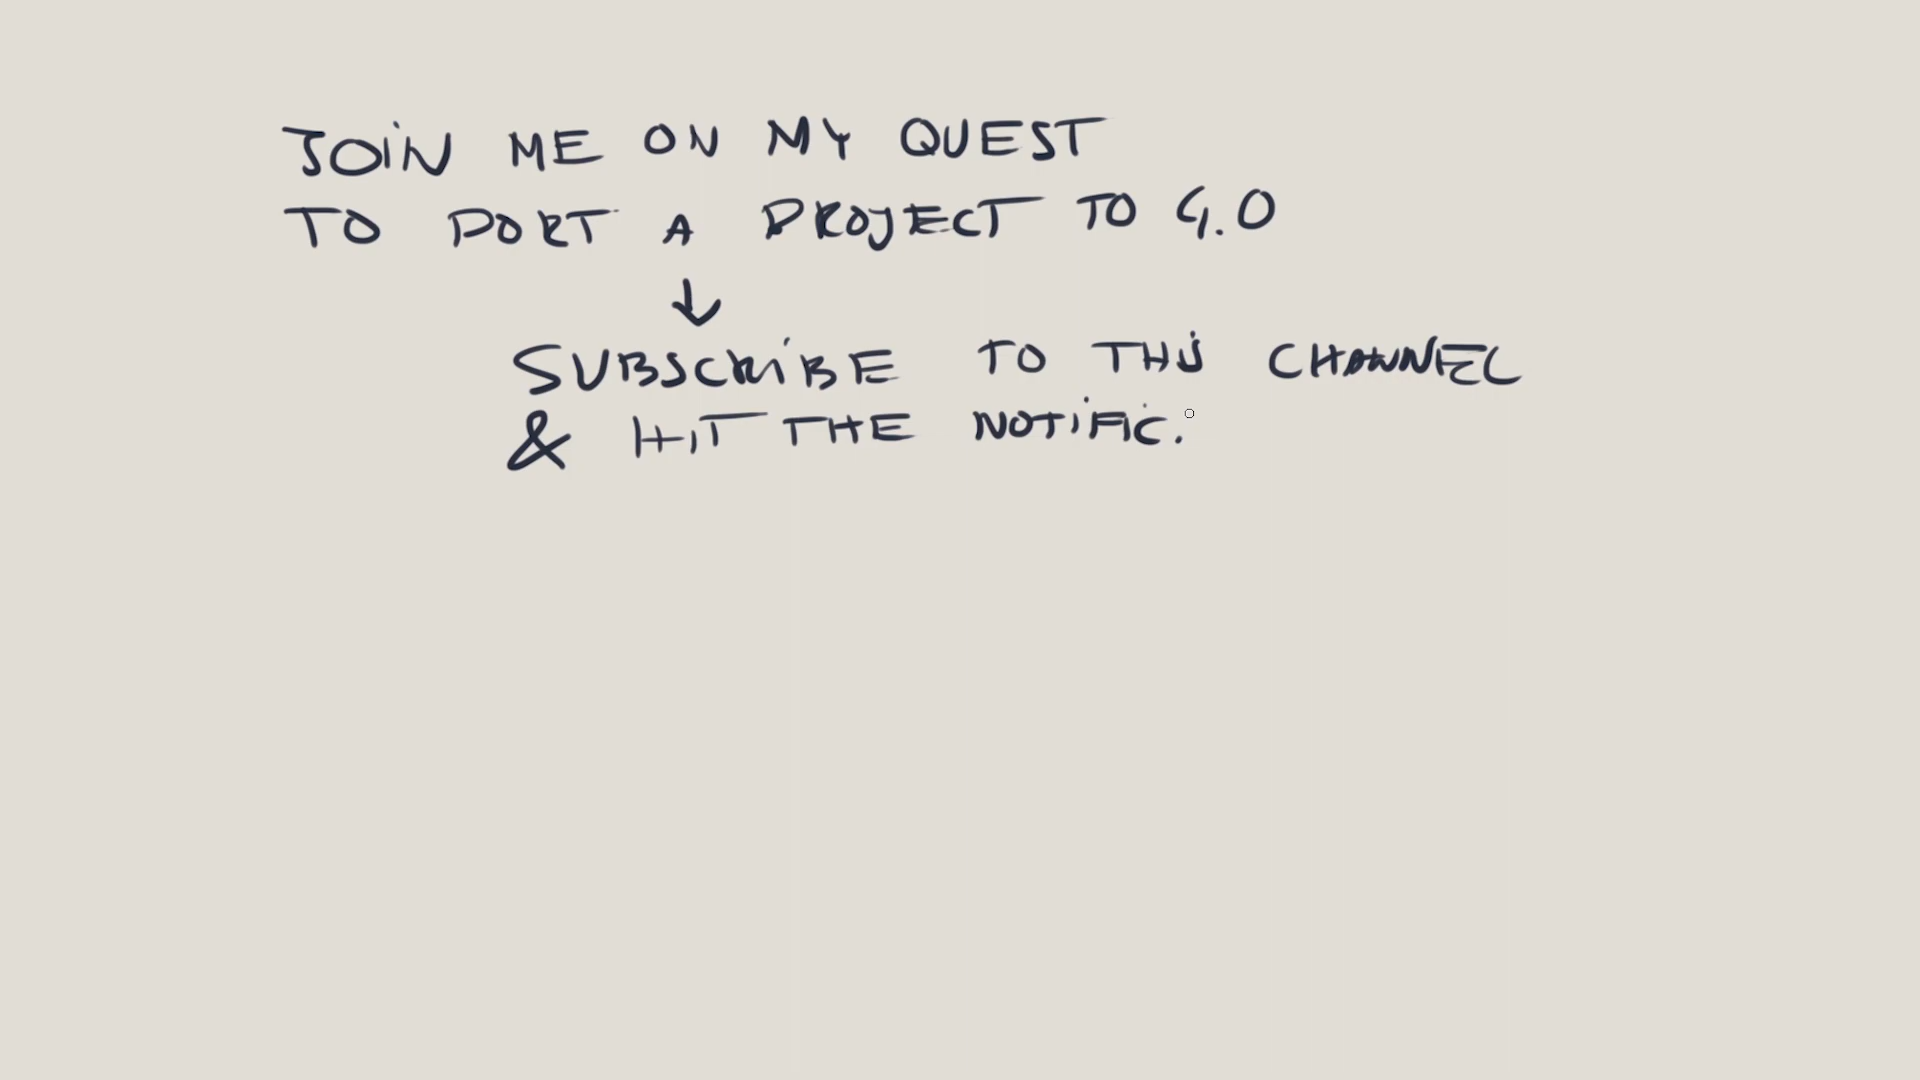 JOIN ME ON MY QUEST
TO PORT A PROJECT TO 4.0
↓
SUBSCRIBE TO THIS CHANNEL
& HIT THE NOTIFIC.